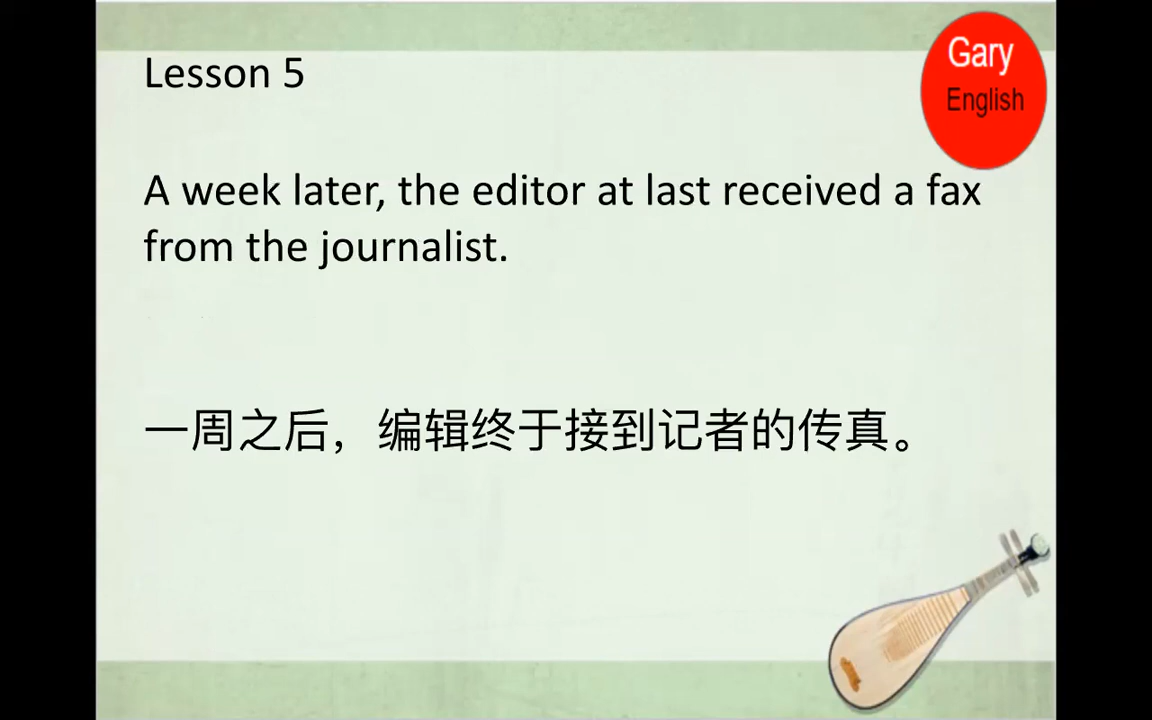 Lesson 5
Gary
English
A week later, the editor at last received a fax
from the journalist.
一周之后，编辑终于接到记者的传真。